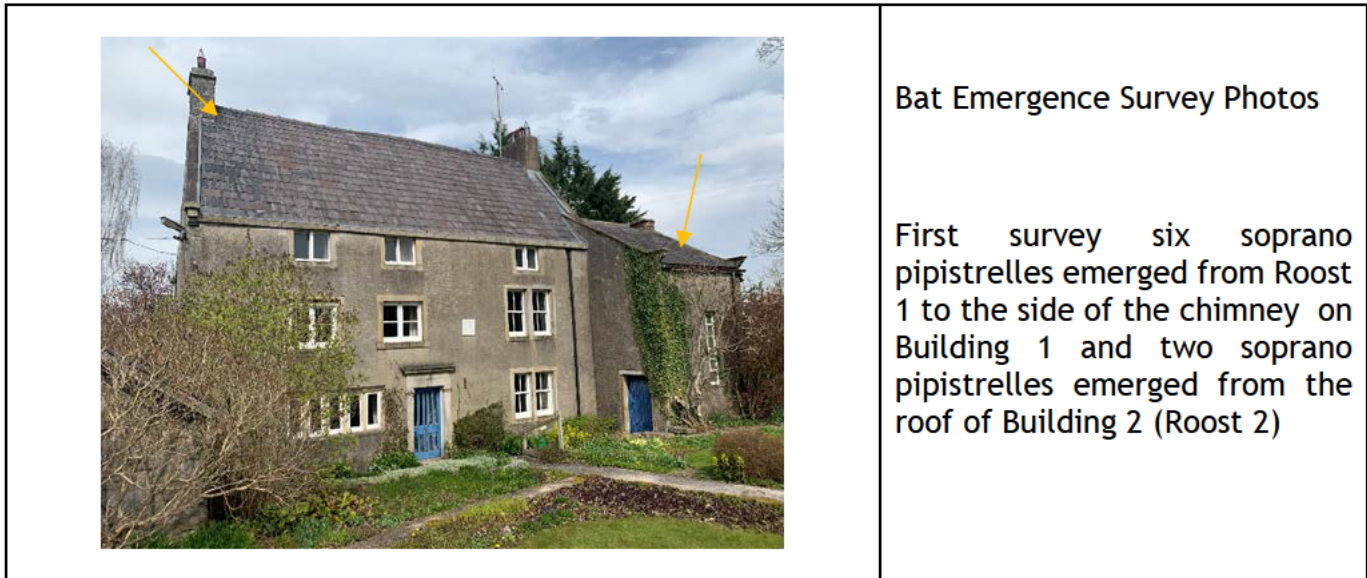 Bat Emergence Survey Photos
First survey six soprano
pipistrelles emerged from Roost
1 to the side of the chimney on
Building 1 and two soprano
pipistrelles emerged from the
roof of Building 2 (Roost 2)